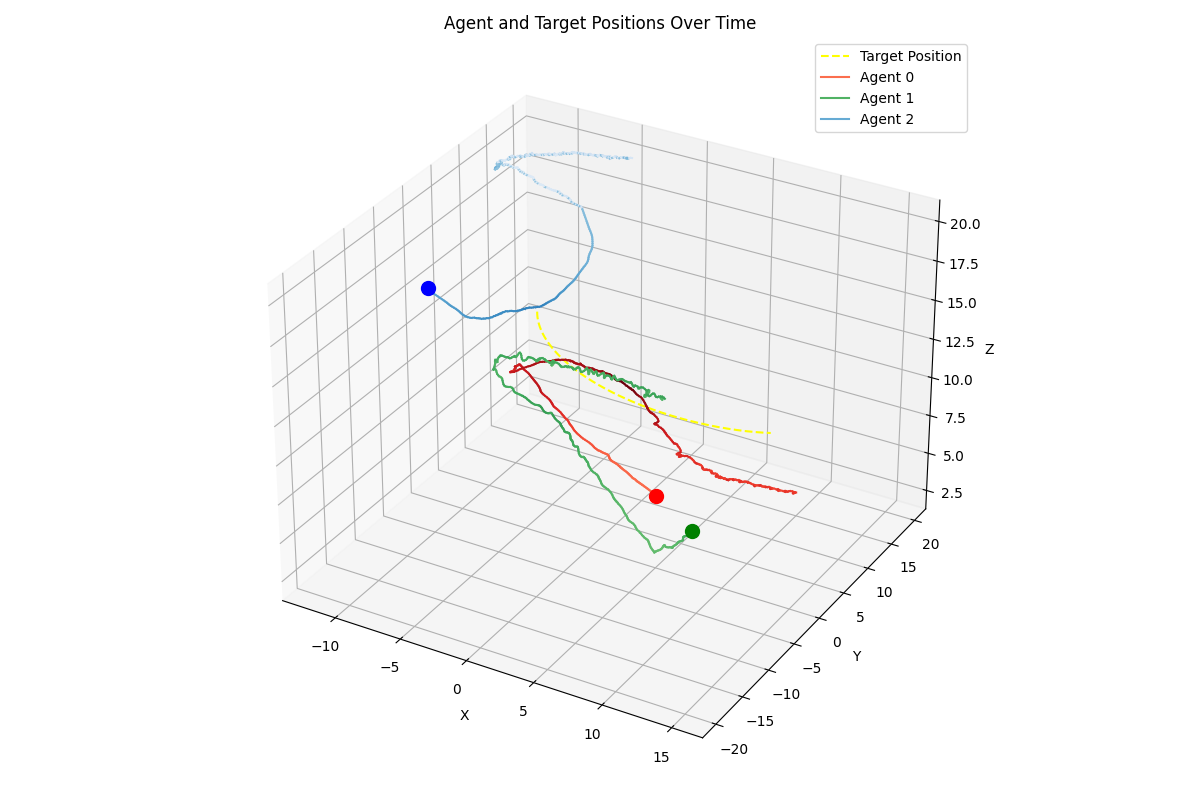 Agent and Target Positions Over Time
Target Position
Agent 0
Agent 1
Agent 2
20.0
17.5
15.0
Z
12.5
10.0
7.5
5.0
2.5
20
15
10
5
0
Y
−5
−10
−15
−20
−10
−5
0
X
5
10
15